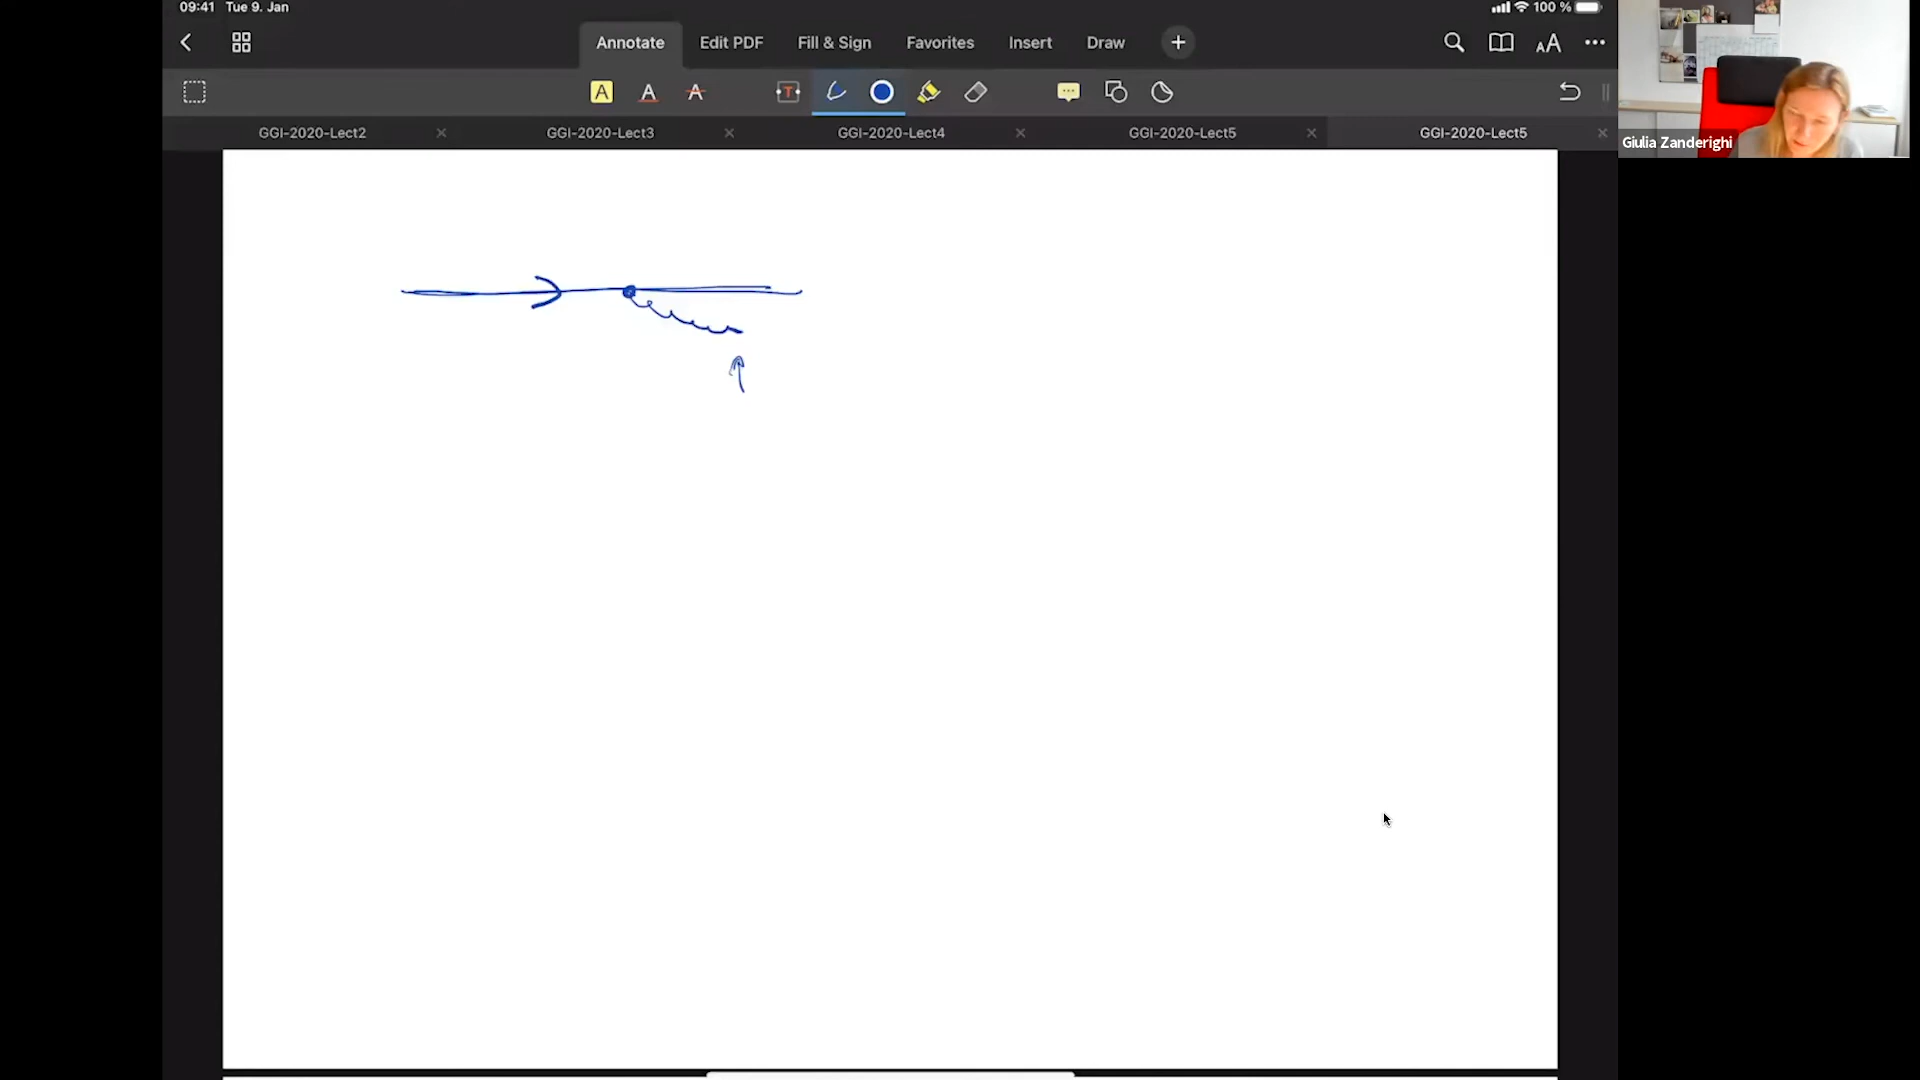 09:41 Tue 9. Jan 100 %
Annotate Edit PDF Fill & Sign Favorites Insert Draw AA
A A A T
GGI-2020-Lect2 GGI-2020-Lect3 GGI-2020-Lect4 GGI-2020-Lect5 GGI-2020-Lect5
Giulia Zanderighi